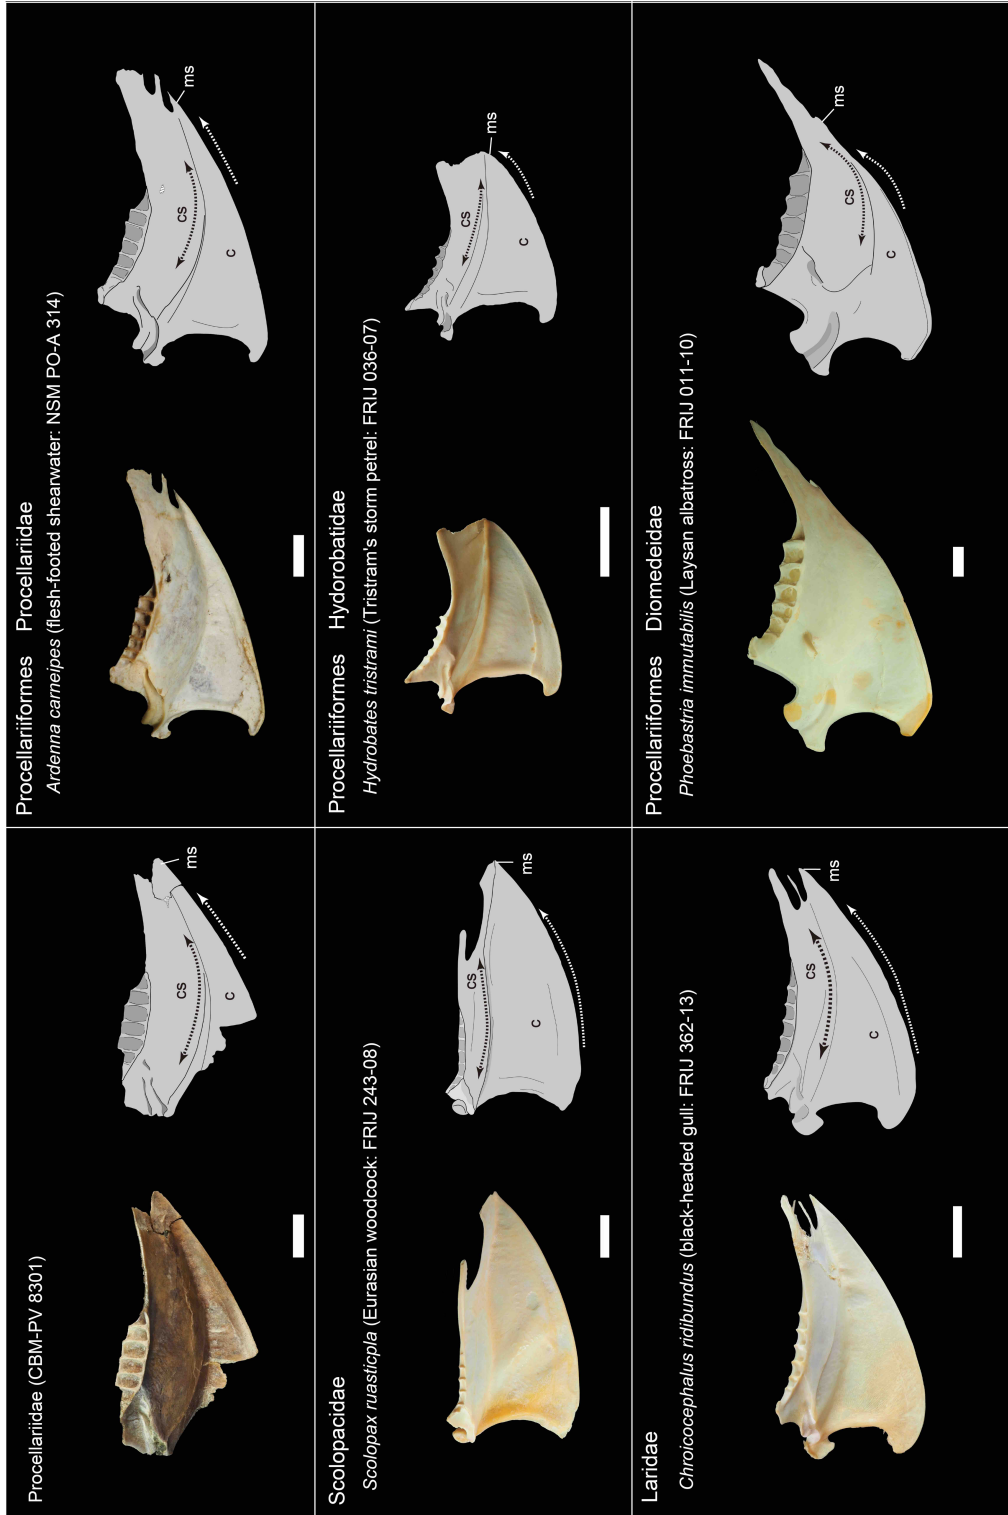 Procellariidae (CBM-PV 8301)
cs
c
ms
Procellariiformes Procellariidae
Ardenna carneipes (flesh-footed shearwater: NSM PO-A 314)
cs
c
ms
Scolopacidae
Scolopax ruasticpla (Eurasian woodcock: FRIJ 243-08)
cs
c
ms
Procellariiformes Hydrobatidae
Hydrobates tristrami (Tristram's storm petrel: FRIJ 036-07)
cs
c
ms
Laridae
Chroicocephalus ridibundus (black-headed gull: FRIJ 362-13)
cs
c
ms
Procellariiformes Diomedeidae
Phoebastria immutabilis (Laysan albatross: FRIJ 011-10)
cs
c
ms